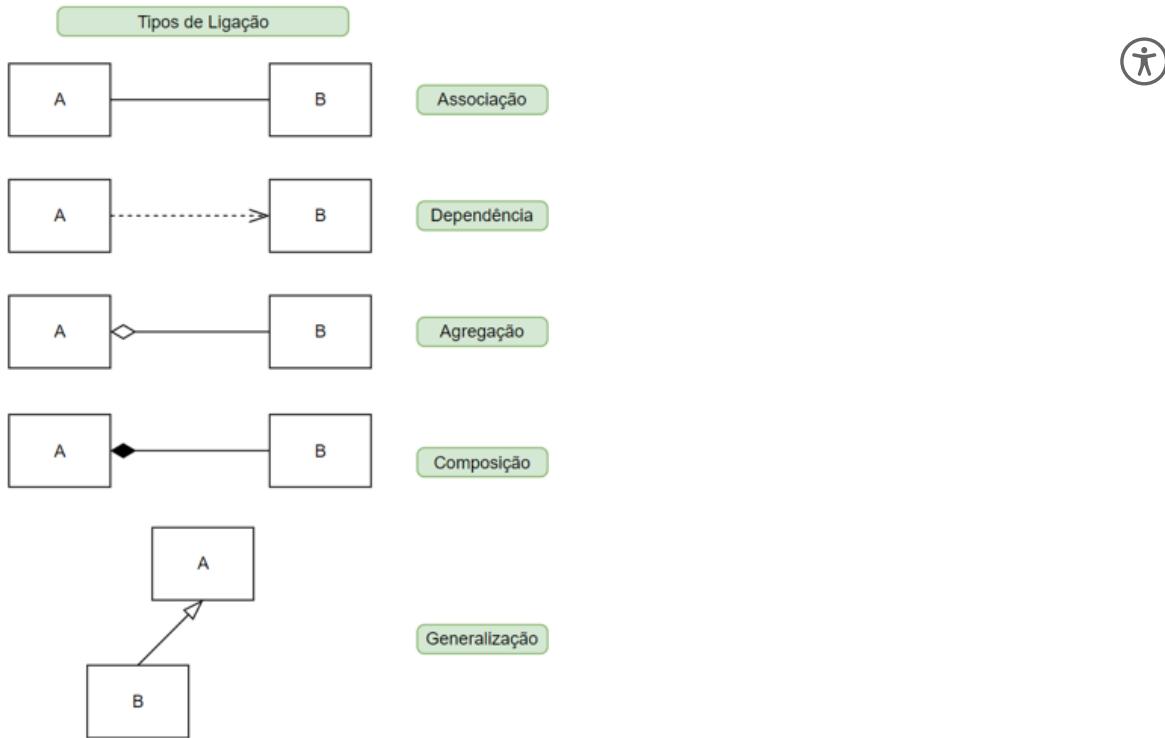 Tipos de Ligação
A
B
Associação
A
B
Dependência
A
B
Agregação
A
B
Composição
A
B
Generalização